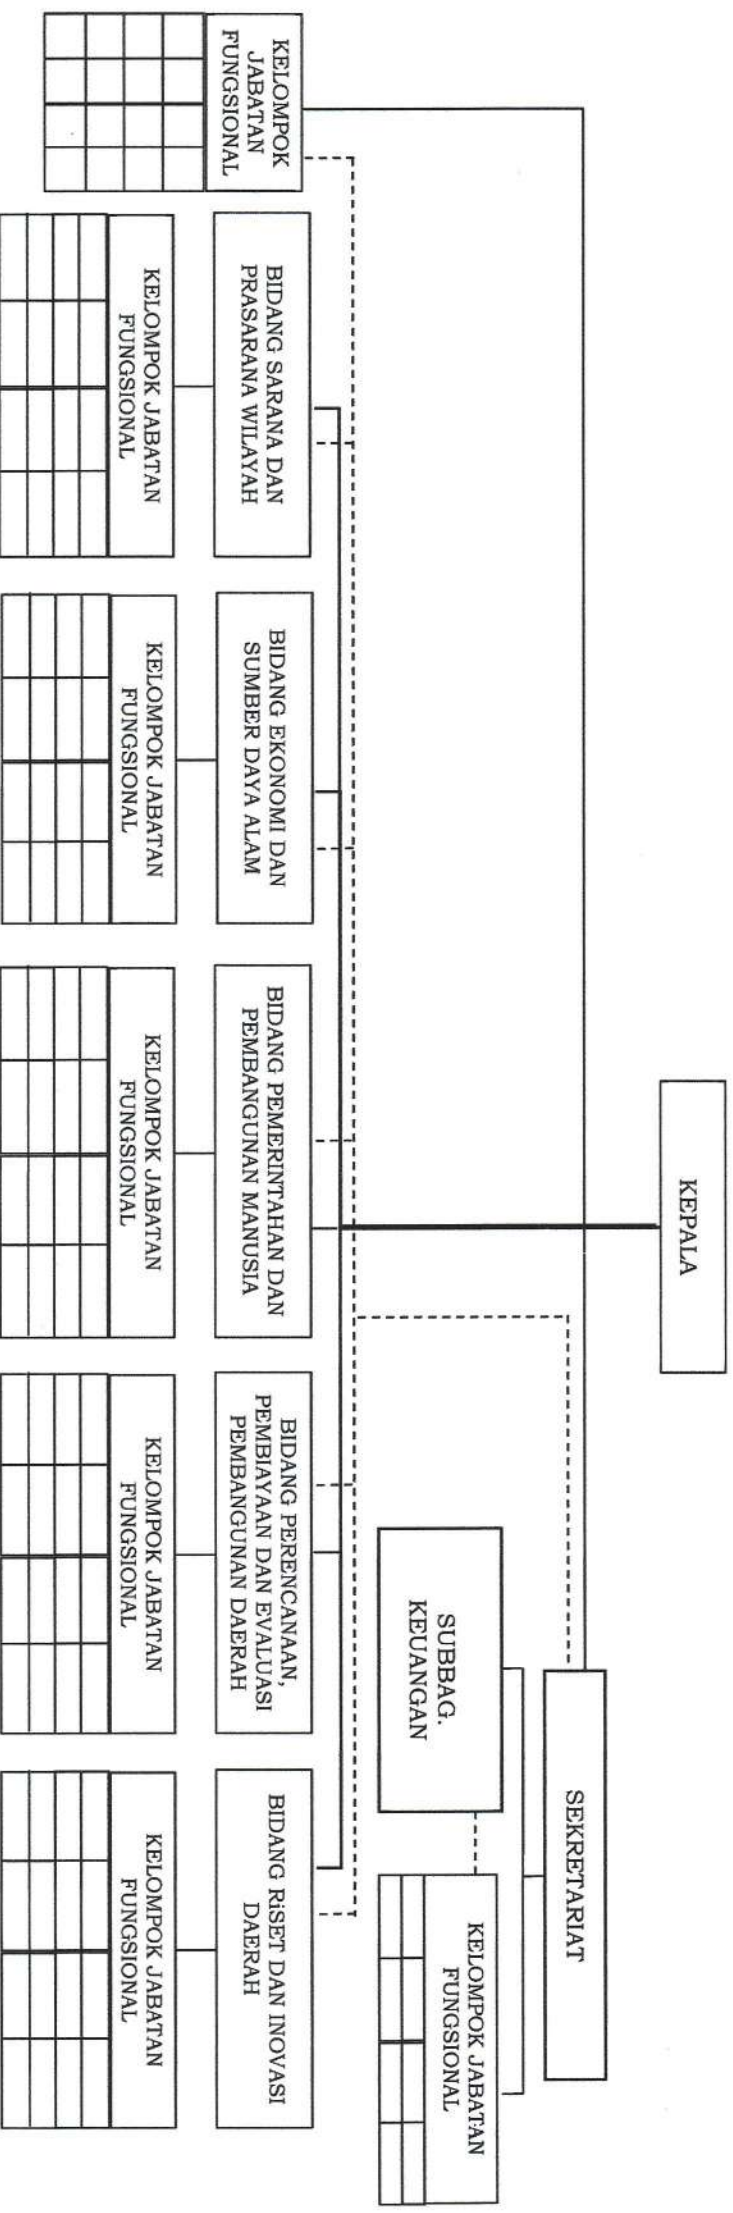 KEPALA
SEKRETARIAT
SUBBAG.
KEUANGAN
KELOMPOK JABATAN
FUNGSIONAL
KELOMPOK
JABATAN
FUNGSIONAL
BIDANG SARANA DAN
PRASARANA WILAYAH
BIDANG EKONOMI DAN
SUMBER DAYA ALAM
BIDANG PEMERINTAHAN DAN
PEMBANGUNAN MANUSIA
BIDANG PERENCANAAN,
PEMBIAYAAN DAN EVALUASI
PEMBANGUNAN DAERAH
BIDANG RiSET DAN INOVASI
DAERAH
KELOMPOK JABATAN
FUNGSIONAL
KELOMPOK JABATAN
FUNGSIONAL
KELOMPOK JABATAN
FUNGSIONAL
KELOMPOK JABATAN
FUNGSIONAL
KELOMPOK JABATAN
FUNGSIONAL